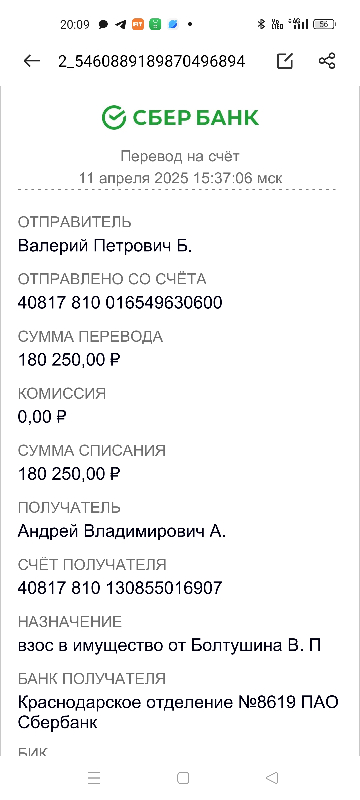 20:09
56
2_5460889189870496894
СБЕР БАНК
Перевод на счёт
11 апреля 2025 15:37:06 мск
ОТПРАВИТЕЛЬ
Валерий Петрович Б.
ОТПРАВЛЕНО СО СЧЁТА
40817 810 016549630600
СУММА ПЕРЕВОДА
180 250,00 ₽
КОМИССИЯ
0,00 ₽
СУММА СПИСАНИЯ
180 250,00 ₽
ПОЛУЧАТЕЛЬ
Андрей Владимирович А.
СЧЁТ ПОЛУЧАТЕЛЯ
40817 810 130855016907
НАЗНАЧЕНИЕ
взос в имущество от Болтушина В. П
БАНК ПОЛУЧАТЕЛЯ
Краснодарское отделение №8619 ПАО
Сбербанк
БИК